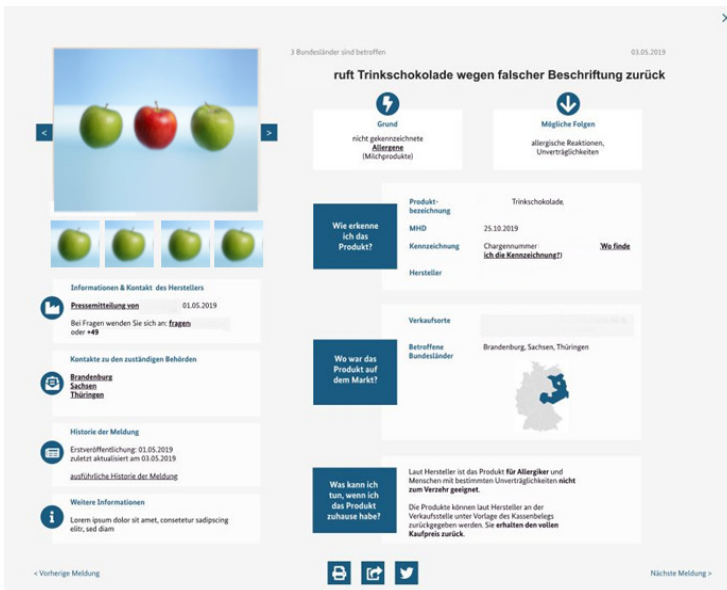 3 Bundesländer sind betroffen
03.05.2019
ruft Trinkschokolade wegen falscher Beschriftung zurück
Grund
nicht gekennzeichnete
Allergene
(Milchprodukte)
Mögliche Folgen
allergische Reaktionen,
Unverträglichkeiten
<
>
Wie erkenne
ich das
Produkt?
Produkt-
bezeichnung
Trinkschokolade,
MHD
25.10.2019
Kennzeichnung
Chargennummer
(Wo finde
ich die Kennzeichnung?)
Hersteller
Informationen & Kontakt des Herstellers
Pressemitteilung von
01.05.2019
Bei Fragen wenden Sie sich an: fragen
oder +49
Kontakte zu den zuständigen Behörden
Brandenburg
Sachsen
Thüringen
Wo war das
Produkt auf
dem Markt?
Verkaufsorte
Betroffene
Bundesländer
Brandenburg, Sachsen, Thüringen
Historie der Meldung
Erstveröffentlichung: 01.05.2019
zuletzt aktualisiert am 03.05.2019
ausführliche Historie der Meldung
Weitere Informationen
Lorem ipsum dolor sit amet, consetetur sadipscing
elitr, sed diam
Was kann ich
tun, wenn ich
das Produkt
zuhause habe?
Laut Hersteller ist das Produkt für Allergiker und
Menschen mit bestimmten Unverträglichkeiten nicht
zum Verzehr geeignet.
Die Produkte können laut Hersteller an der
Verkaufsstelle unter Vorlage des Kassenbelegs
zurückgegeben werden. Sie erhalten den vollen
Kaufpreis zurück.
< Vorherige Meldung
Nächste Meldung >